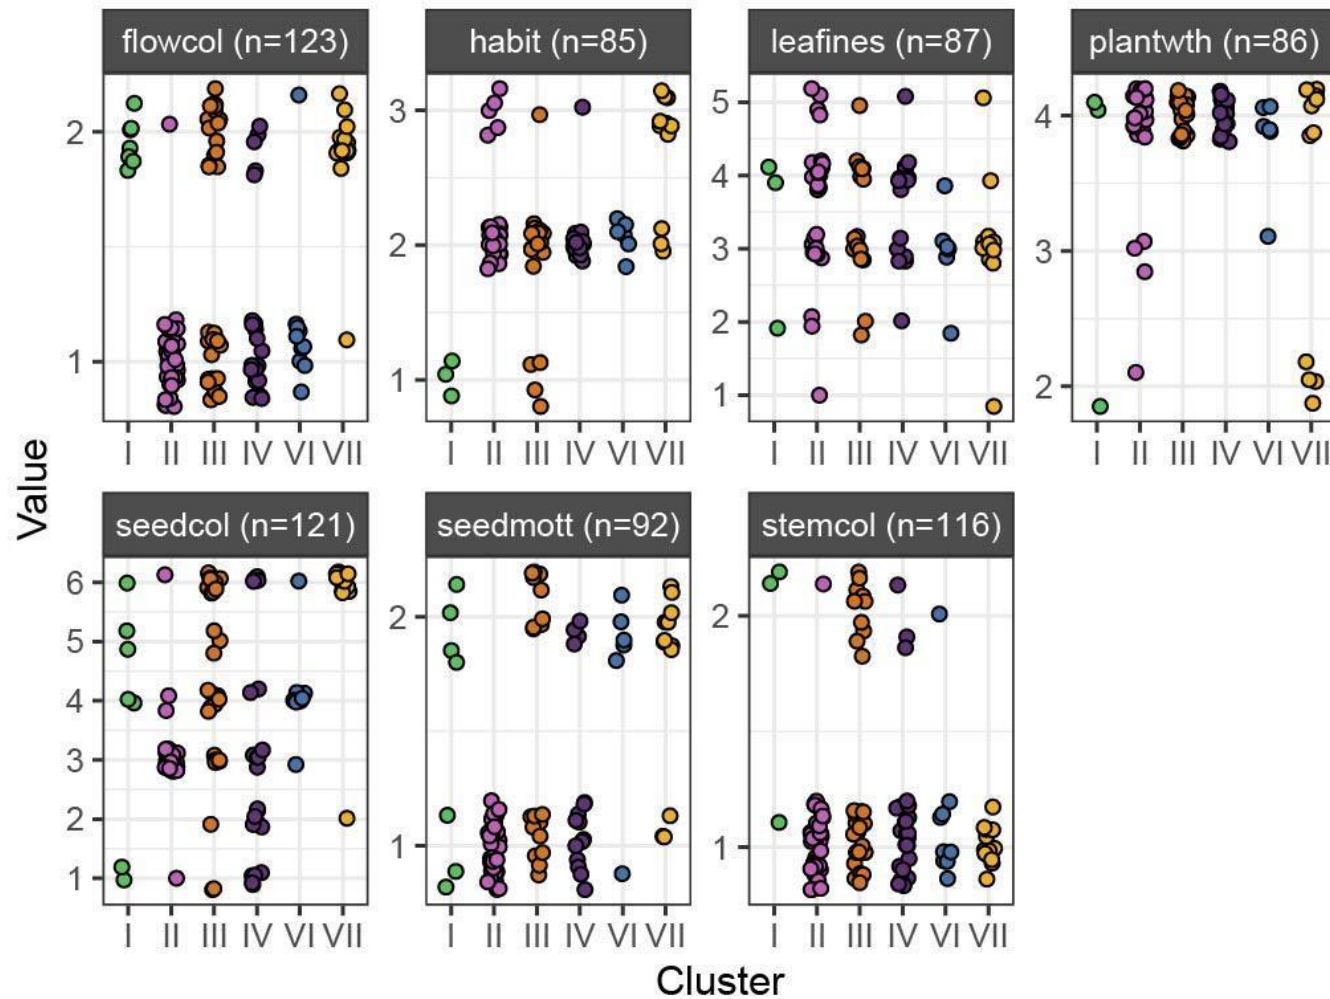 flowcol (n=123)
habit (n=85)
leafines (n=87)
plantwth (n=86)
2
1
3
2
1
5
4
3
2
1
4
3
2
I II III IV VI VII
I II III IV VI VII
I II III IV VI VII
I II III IV VI VII
Value
seedcol (n=121)
seedmott (n=92)
stemcol (n=116)
6
5
4
3
2
1
2
1
2
1
I II III IV VI VII
I II III IV VI VII
I II III IV VI VII
Cluster